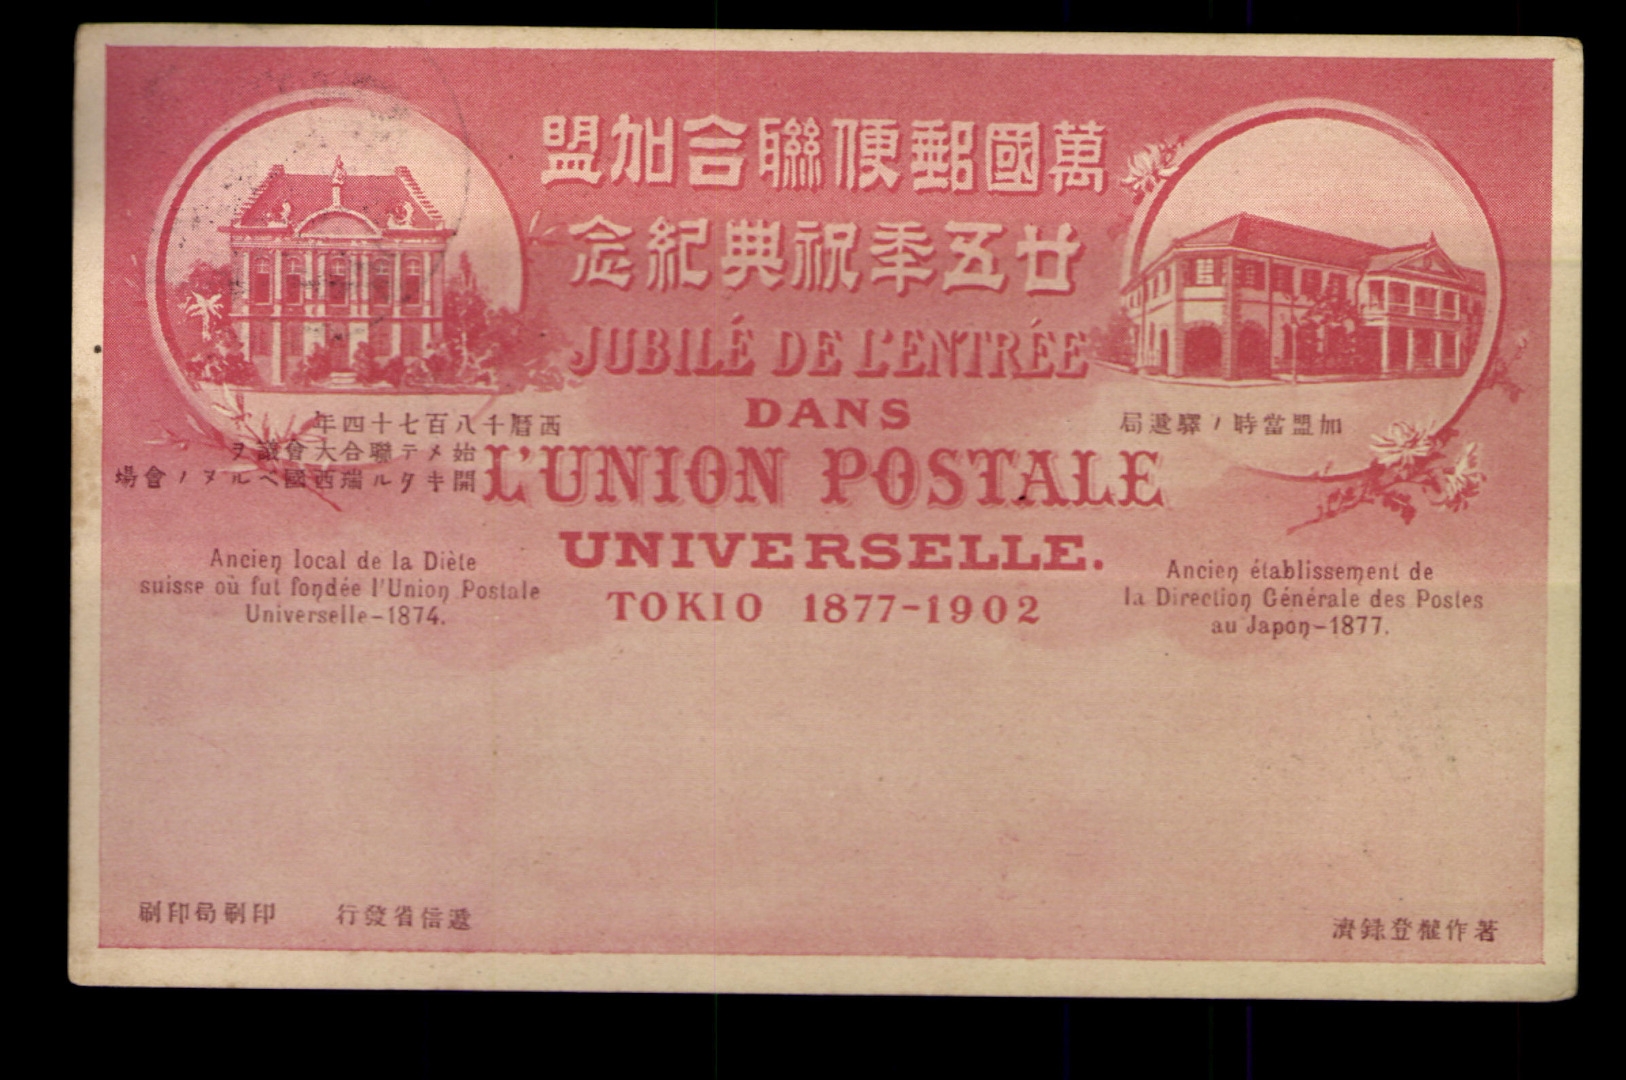 萬國郵便聯合加盟
廿五秊祝典紀念
JUBILÉ DE L'ENTRÉE
DANS
L'UNION POSTALE
UNIVERSELLE.
TOKIO 1877-1902
西曆千八百七十四年
始メテ聯合大會議ヲ
開キタル瑞西國ベルヌノ會場
Ancien local de la Diète
suisse où fut fondée l'Union Postale
Universelle-1874.
加盟當時ノ驛遞局
Ancien établissement de
la Direction Générale des Postes
au Japon-1877.
著作權登錄濟
遞信省發行 印刷局印刷